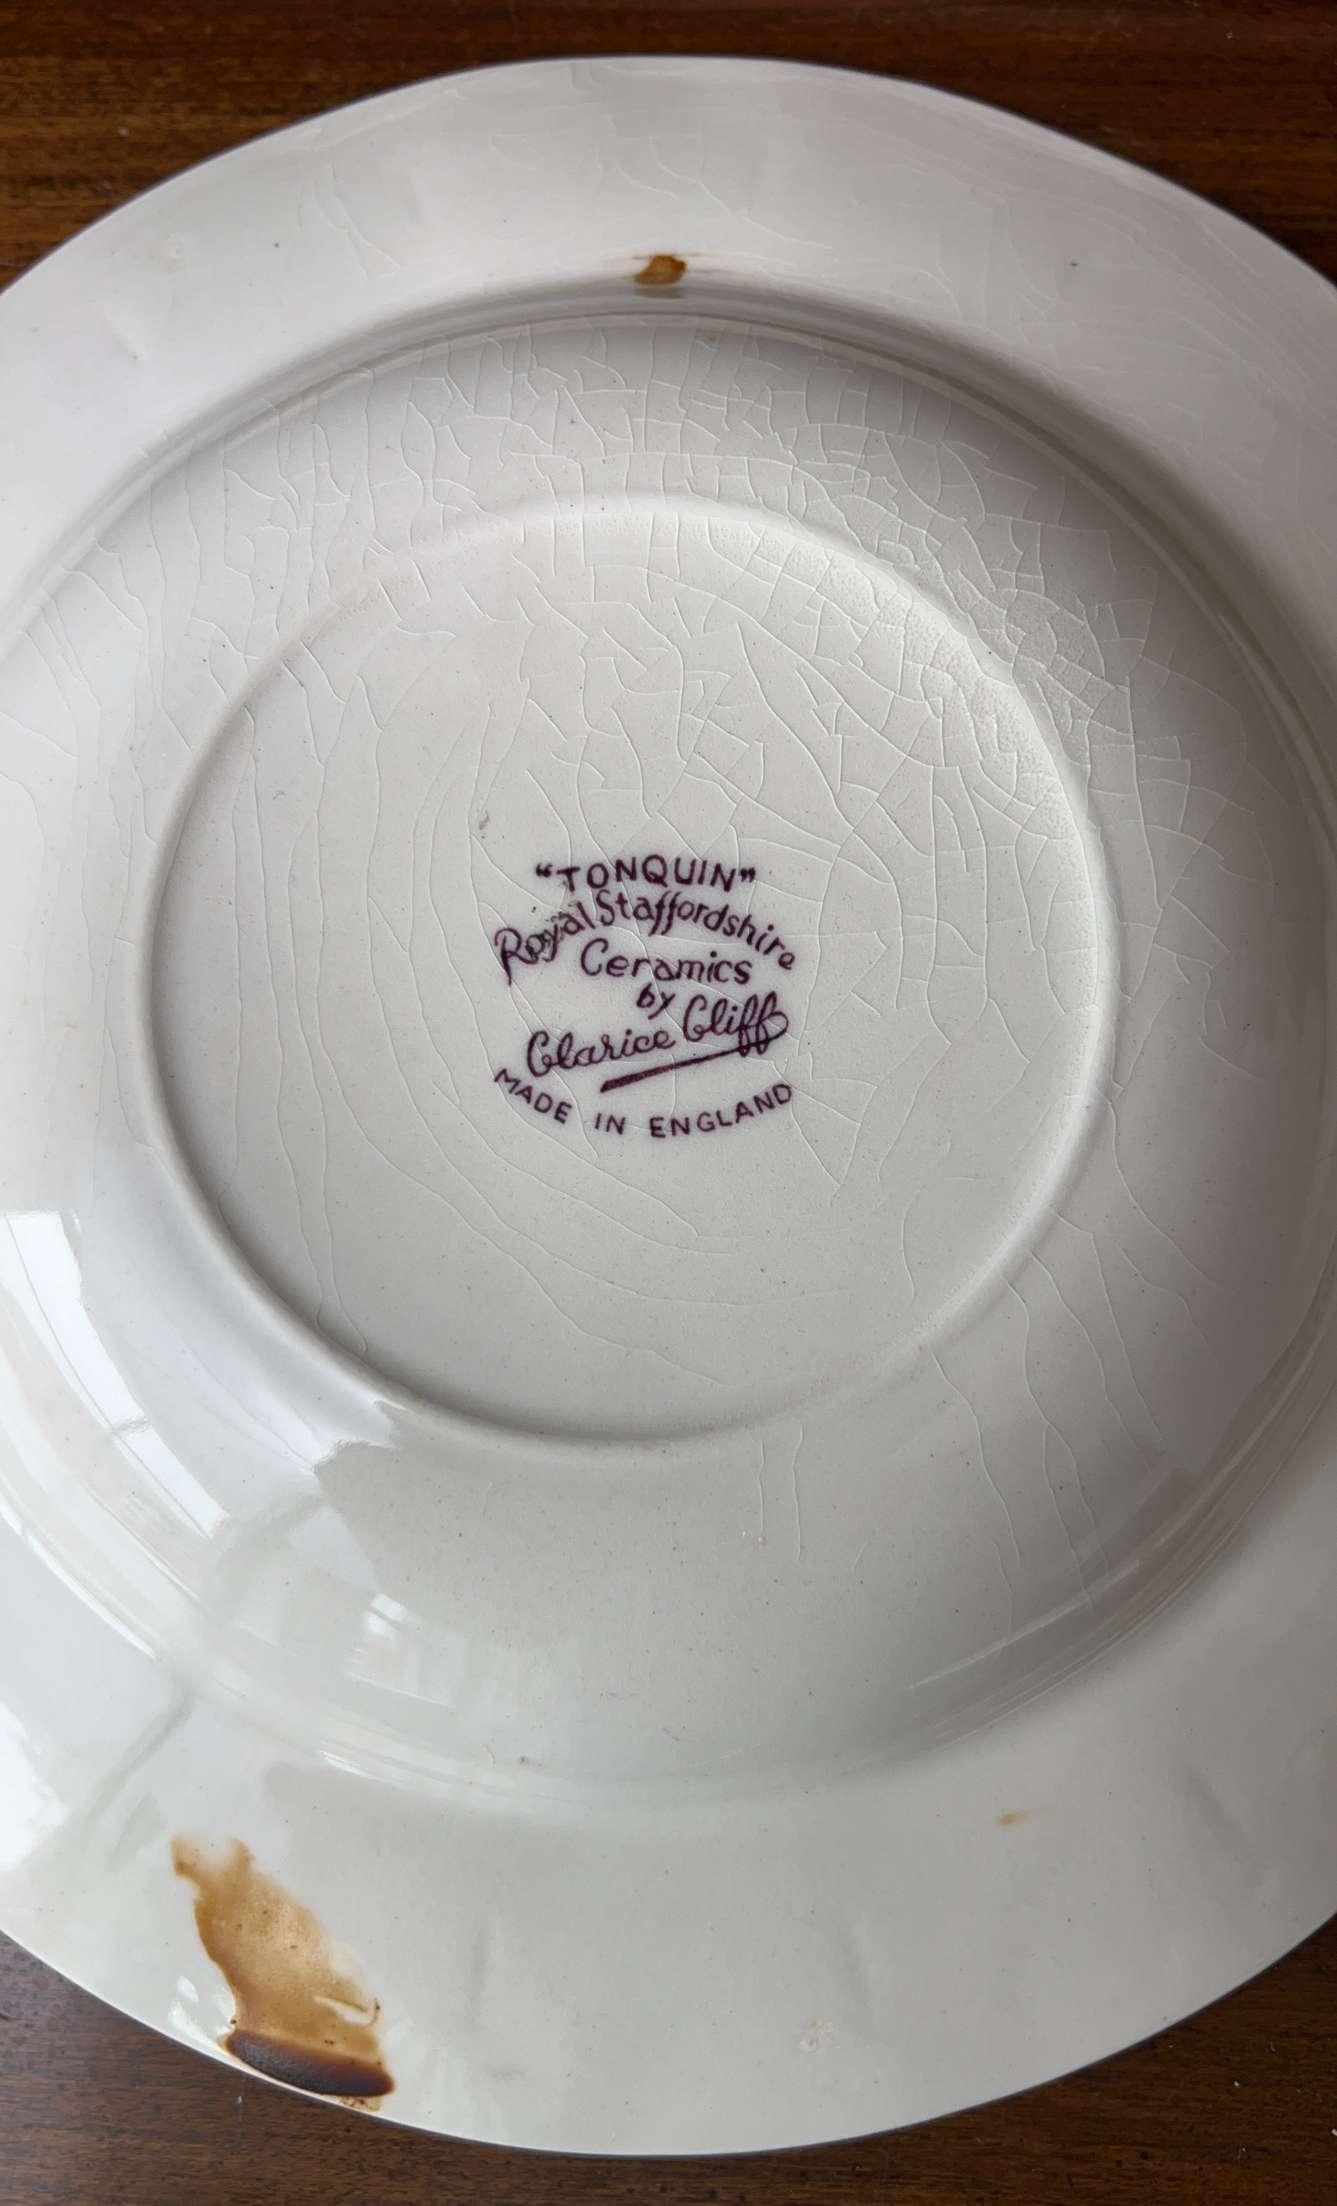 "TONQUIN"
Royal Staffordshire
Ceramics
by
Clarice Cliff
MADE IN ENGLAND